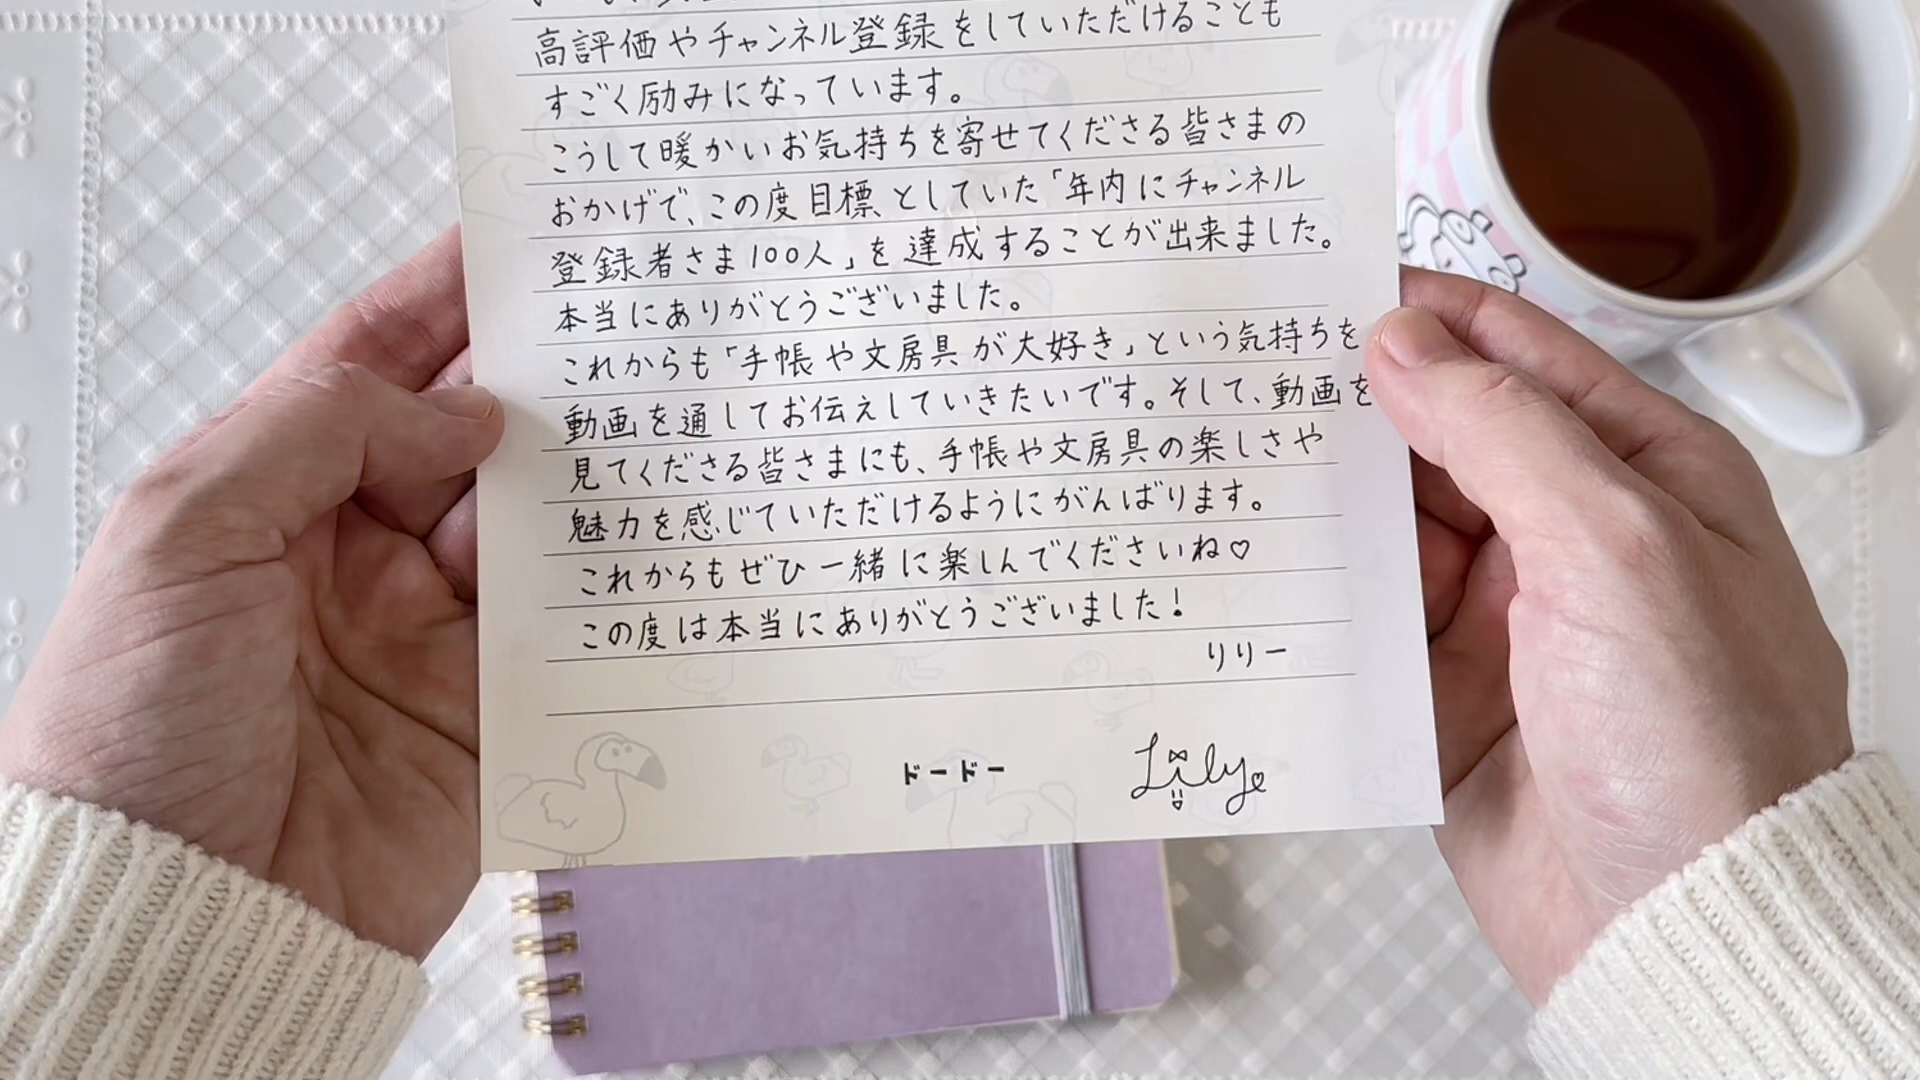 高評価やチャンネル登録をしていただけることも
すごく励みになっています。
こうして暖かいお気持ちを寄せてくださる皆さまの
おかげで、この度目標としていた「年内にチャンネル
登録者さま100人」を達成することが出来ました。
本当にありがとうございました。
これからも「手帳や文房具が大好き」という気持ちを
動画を通してお伝えしていきたいです。そして、動画を
見てくださる皆さまにも、手帳や文房具の楽しさや
魅力を感じていただけるようにがんばります。
これからもぜひ一緒に楽しんでくださいね♡
この度は本当にありがとうございました!
リリー
ドードー
Lily